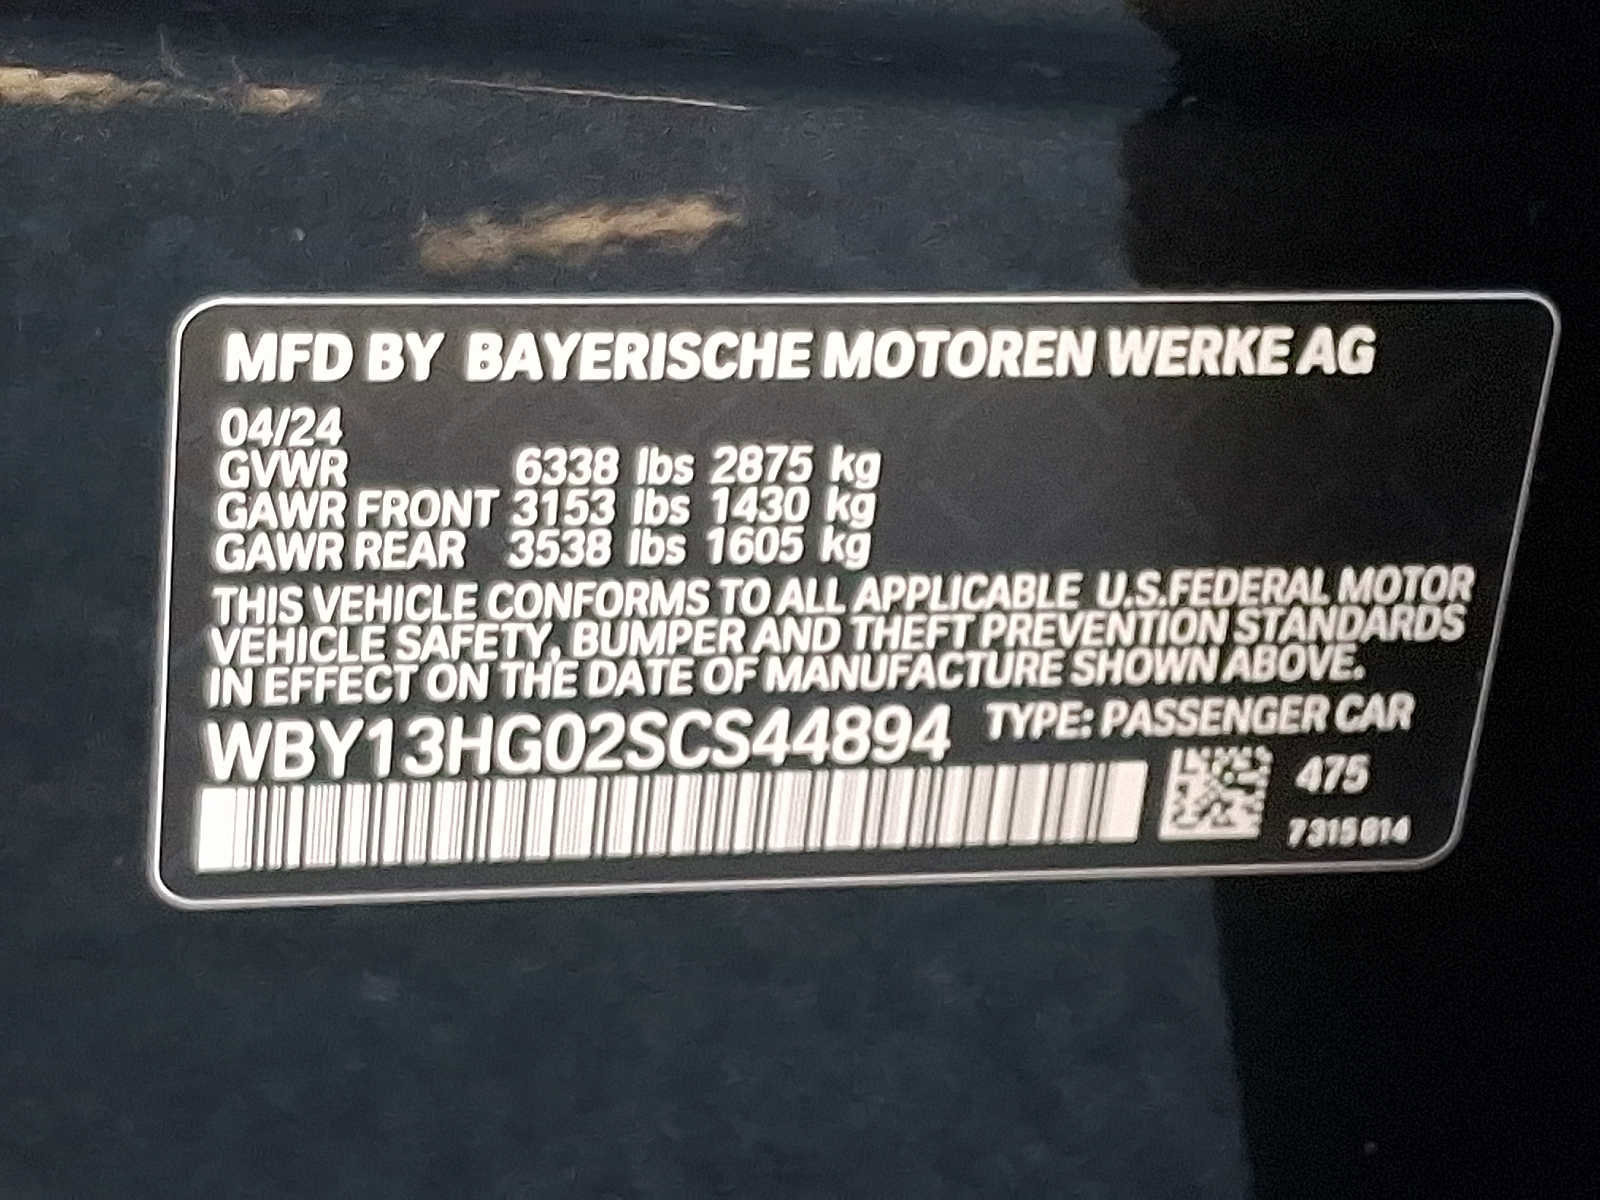 MFD BY BAYERISCHE MOTOREN WERKE AG
04/24
GVWR 6338 lbs 2875 kg
GAWR FRONT 3153 lbs 1430 kg
GAWR REAR 3538 lbs 1605 kg
THIS VEHICLE CONFORMS TO ALL APPLICABLE U.S.FEDERAL MOTOR
VEHICLE SAFETY, BUMPER AND THEFT PREVENTION STANDARDS
IN EFFECT ON THE DATE OF MANUFACTURE SHOWN ABOVE.
WBY13HG02SCS44894 TYPE: PASSENGER CAR
475